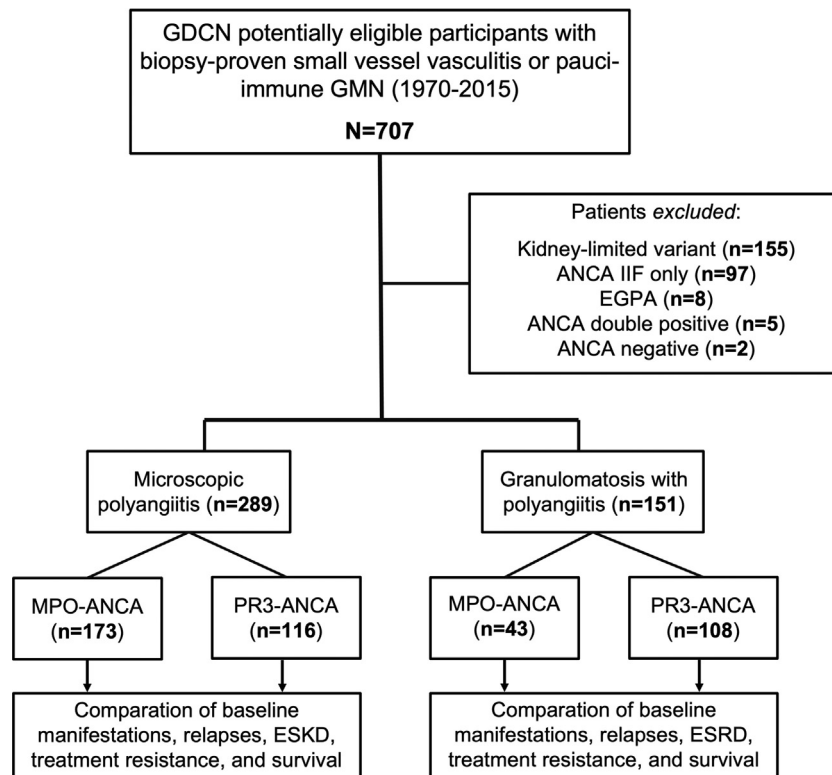 GDCN potentially eligible participants with
biopsy-proven small vessel vasculitis or pauci-
immune GMN (1970-2015)
N=707
Patients excluded:
Kidney-limited variant (n=155)
ANCA IIF only (n=97)
EGPA (n=8)
ANCA double positive (n=5)
ANCA negative (n=2)
Microscopic
polyangiitis (n=289)
Granulomatosis with
polyangiitis (n=151)
MPO-ANCA
(n=173)
PR3-ANCA
(n=116)
MPO-ANCA
(n=43)
PR3-ANCA
(n=108)
Comparation of baseline
manifestations, relapses, ESKD,
treatment resistance, and survival
Comparation of baseline
manifestations, relapses, ESRD,
treatment resistance, and survival